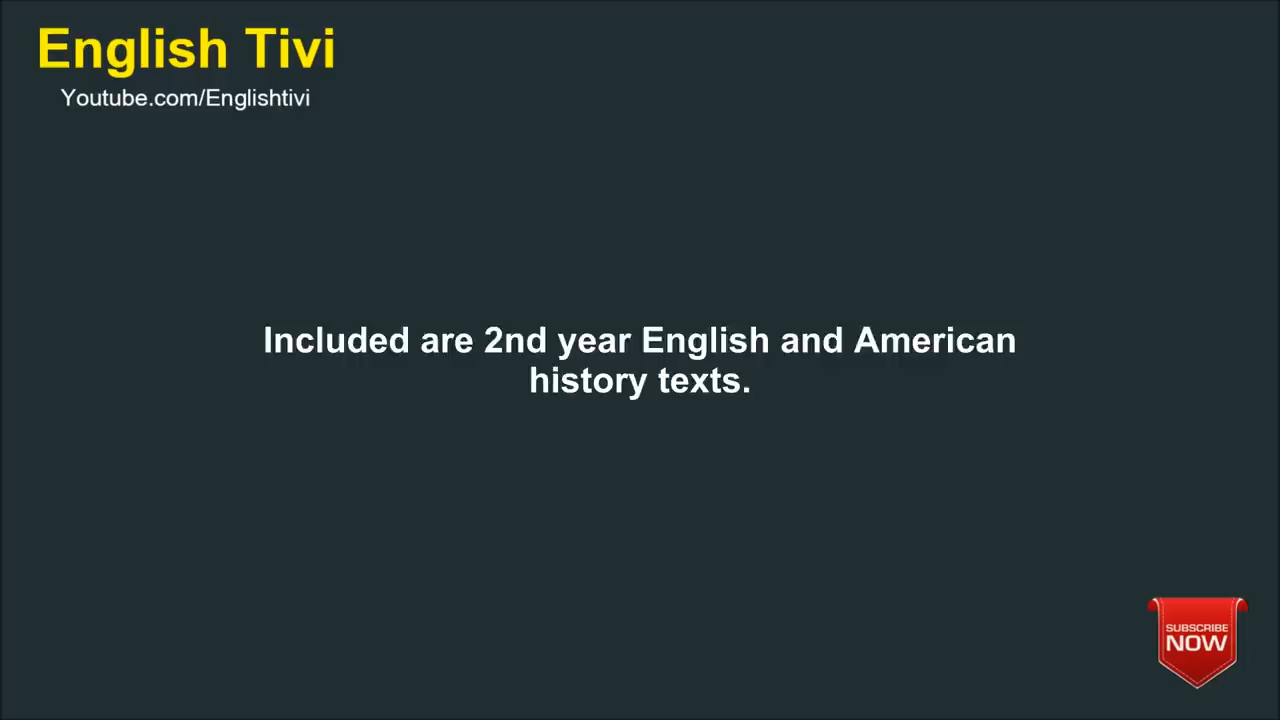 English Tivi
Youtube.com/Englishtivi
Included are 2nd year English and American
history texts.
SUBSCRIBE
NOW